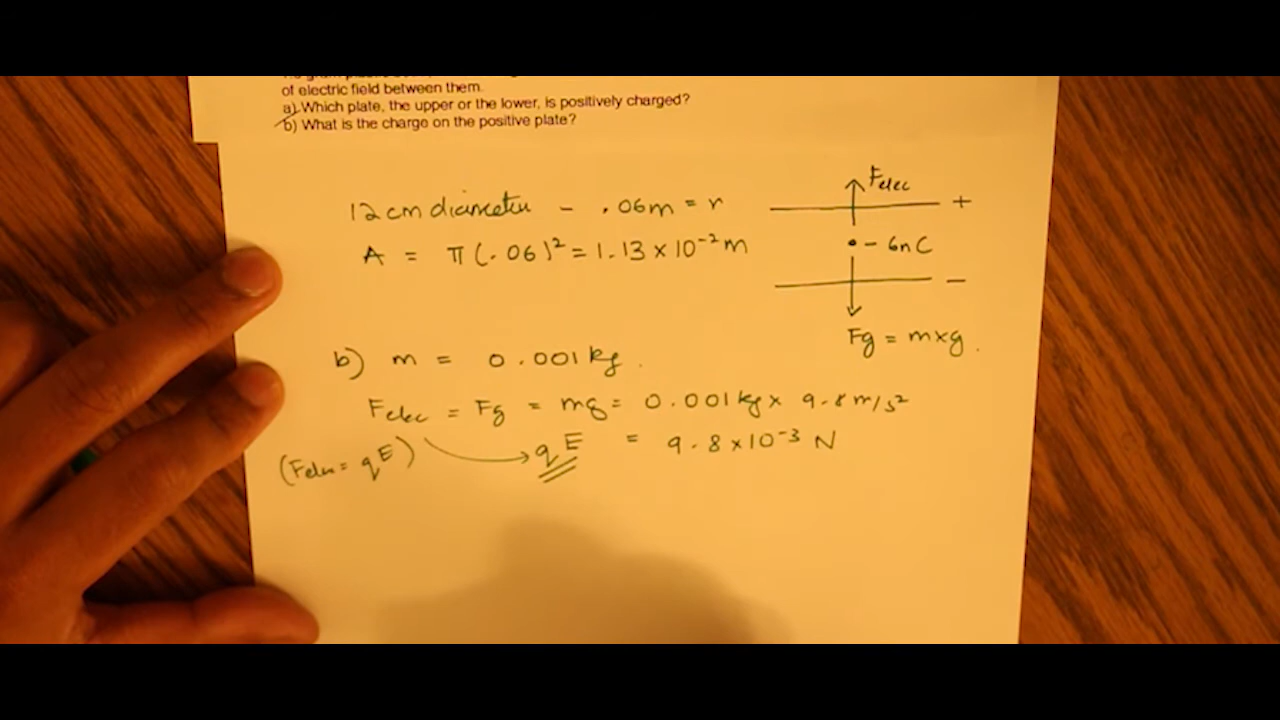 of electric field between them.
a) Which plate, the upper or the lower, is positively charged?
b) What is the charge on the positive plate?
12 cm diameter - .06m = r
A = π(.06)² = 1.13 × 10⁻² m
Felec
+
• - 6nC
-
Fg = m×g.
b) m = 0.001 kg.
Felec = Fg = mg = 0.001 kg × 9.8 m/s²
(Felec = qE) → qE = 9.8 × 10⁻³ N